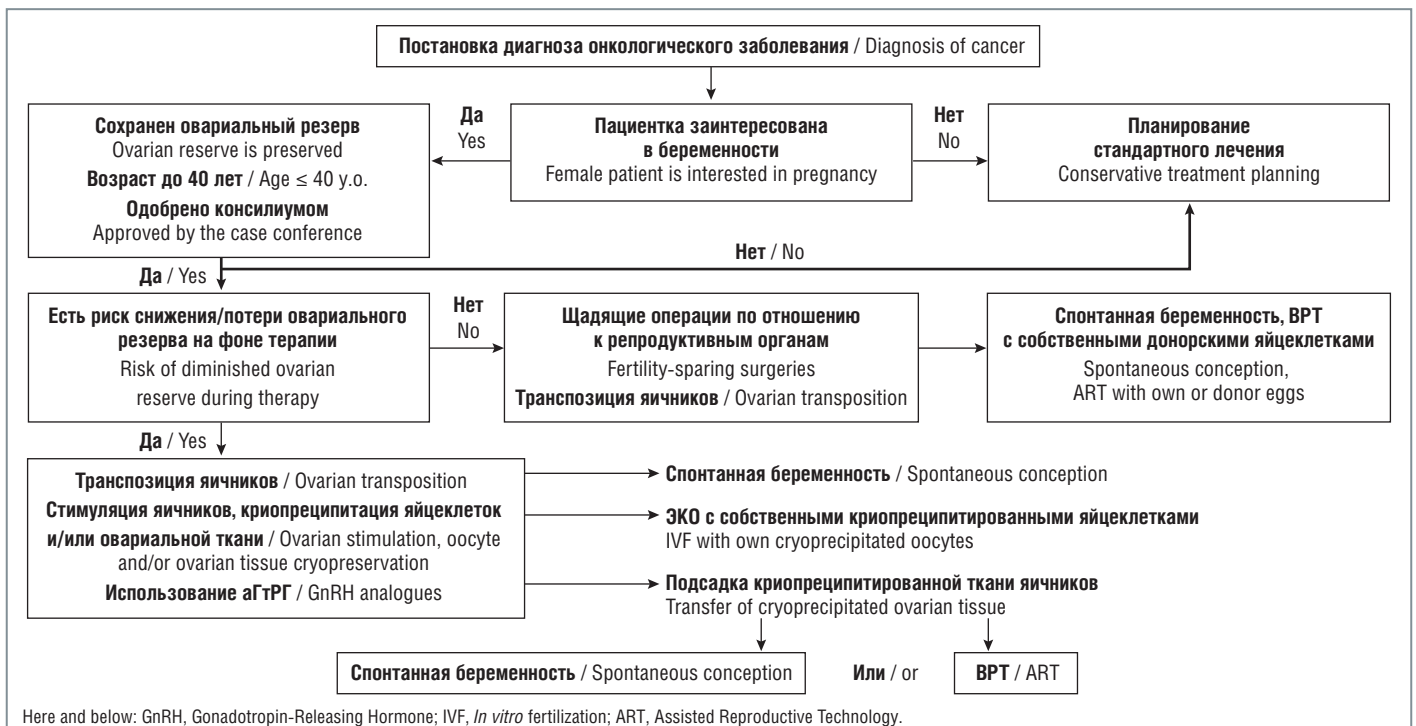 Постановка диагноза онкологического заболевания / Diagnosis of cancer
Сохранен овариальный резерв
Ovarian reserve is preserved
Возраст до 40 лет / Age ≤ 40 y.o.
Одобрено консилиумом
Approved by the case conference
Да
Yes
Пациентка заинтересована
в беременности
Female patient is interested in pregnancy
Нет
No
Планирование
стандартного лечения
Conservative treatment planning
Нет / No
Да / Yes
Есть риск снижения/потери овариального
резерва на фоне терапии
Risk of diminished ovarian
reserve during therapy
Нет
No
Щадящие операции по отношению
к репродуктивным органам
Fertility-sparing surgeries
Транспозиция яичников / Ovarian transposition
Спонтанная беременность, ВРТ
с собственными донорскими яйцеклетками
Spontaneous conception,
ART with own or donor eggs
Да / Yes
Транспозиция яичников / Ovarian transposition
Стимуляция яичников, криопреципитация яйцеклеток
и/или овариальной ткани / Ovarian stimulation, oocyte
and/or ovarian tissue cryopreservation
Использование аГтРГ / GnRH analogues
Спонтанная беременность / Spontaneous conception
ЭКО с собственными криопреципитированными яйцеклетками
IVF with own cryoprecipitated oocytes
Подсадка криопреципитированной ткани яичников
Transfer of cryoprecipitated ovarian tissue
Спонтанная беременность / Spontaneous conception
Или / or
ВРТ / ART
Here and below: GnRH, Gonadotropin-Releasing Hormone; IVF, In vitro fertilization; ART, Assisted Reproductive Technology.